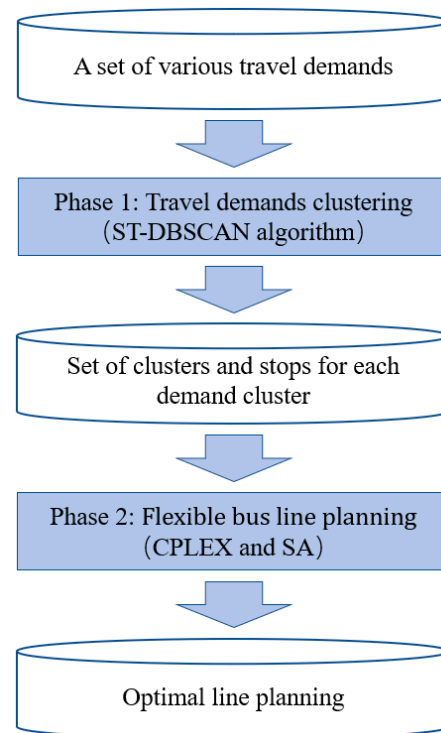 A set of various travel demands
Phase 1: Travel demands clustering
(ST-DBSCAN algorithm)
Set of clusters and stops for each
demand cluster
Phase 2: Flexible bus line planning
(CPLEX and SA)
Optimal line planning